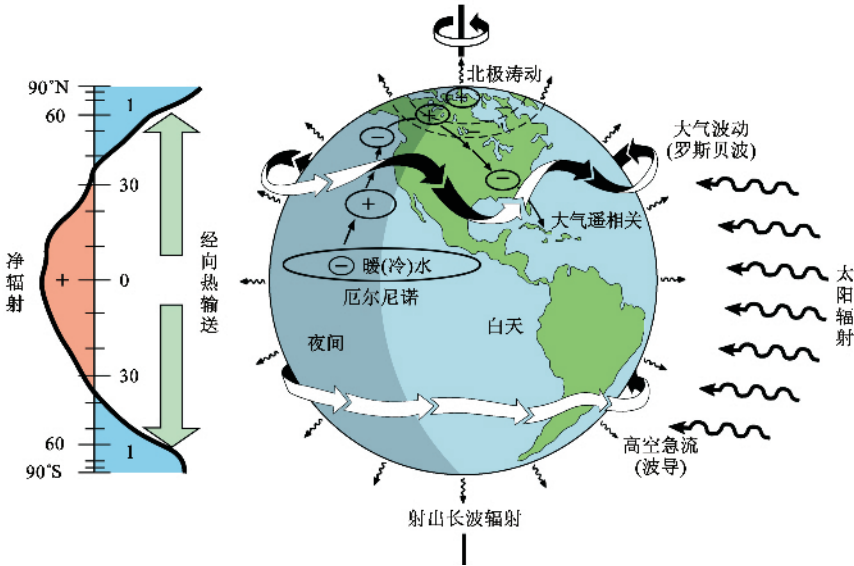 90°N
60
30
0
30
60
90°S
1
+
1
净辐射
经向热输送
北极涛动
+
+
−
−
+
− 暖(冷)水
厄尔尼诺
大气遥相关
夜间
白天
大气波动
(罗斯贝波)
太阳辐射
高空急流
(波导)
射出长波辐射